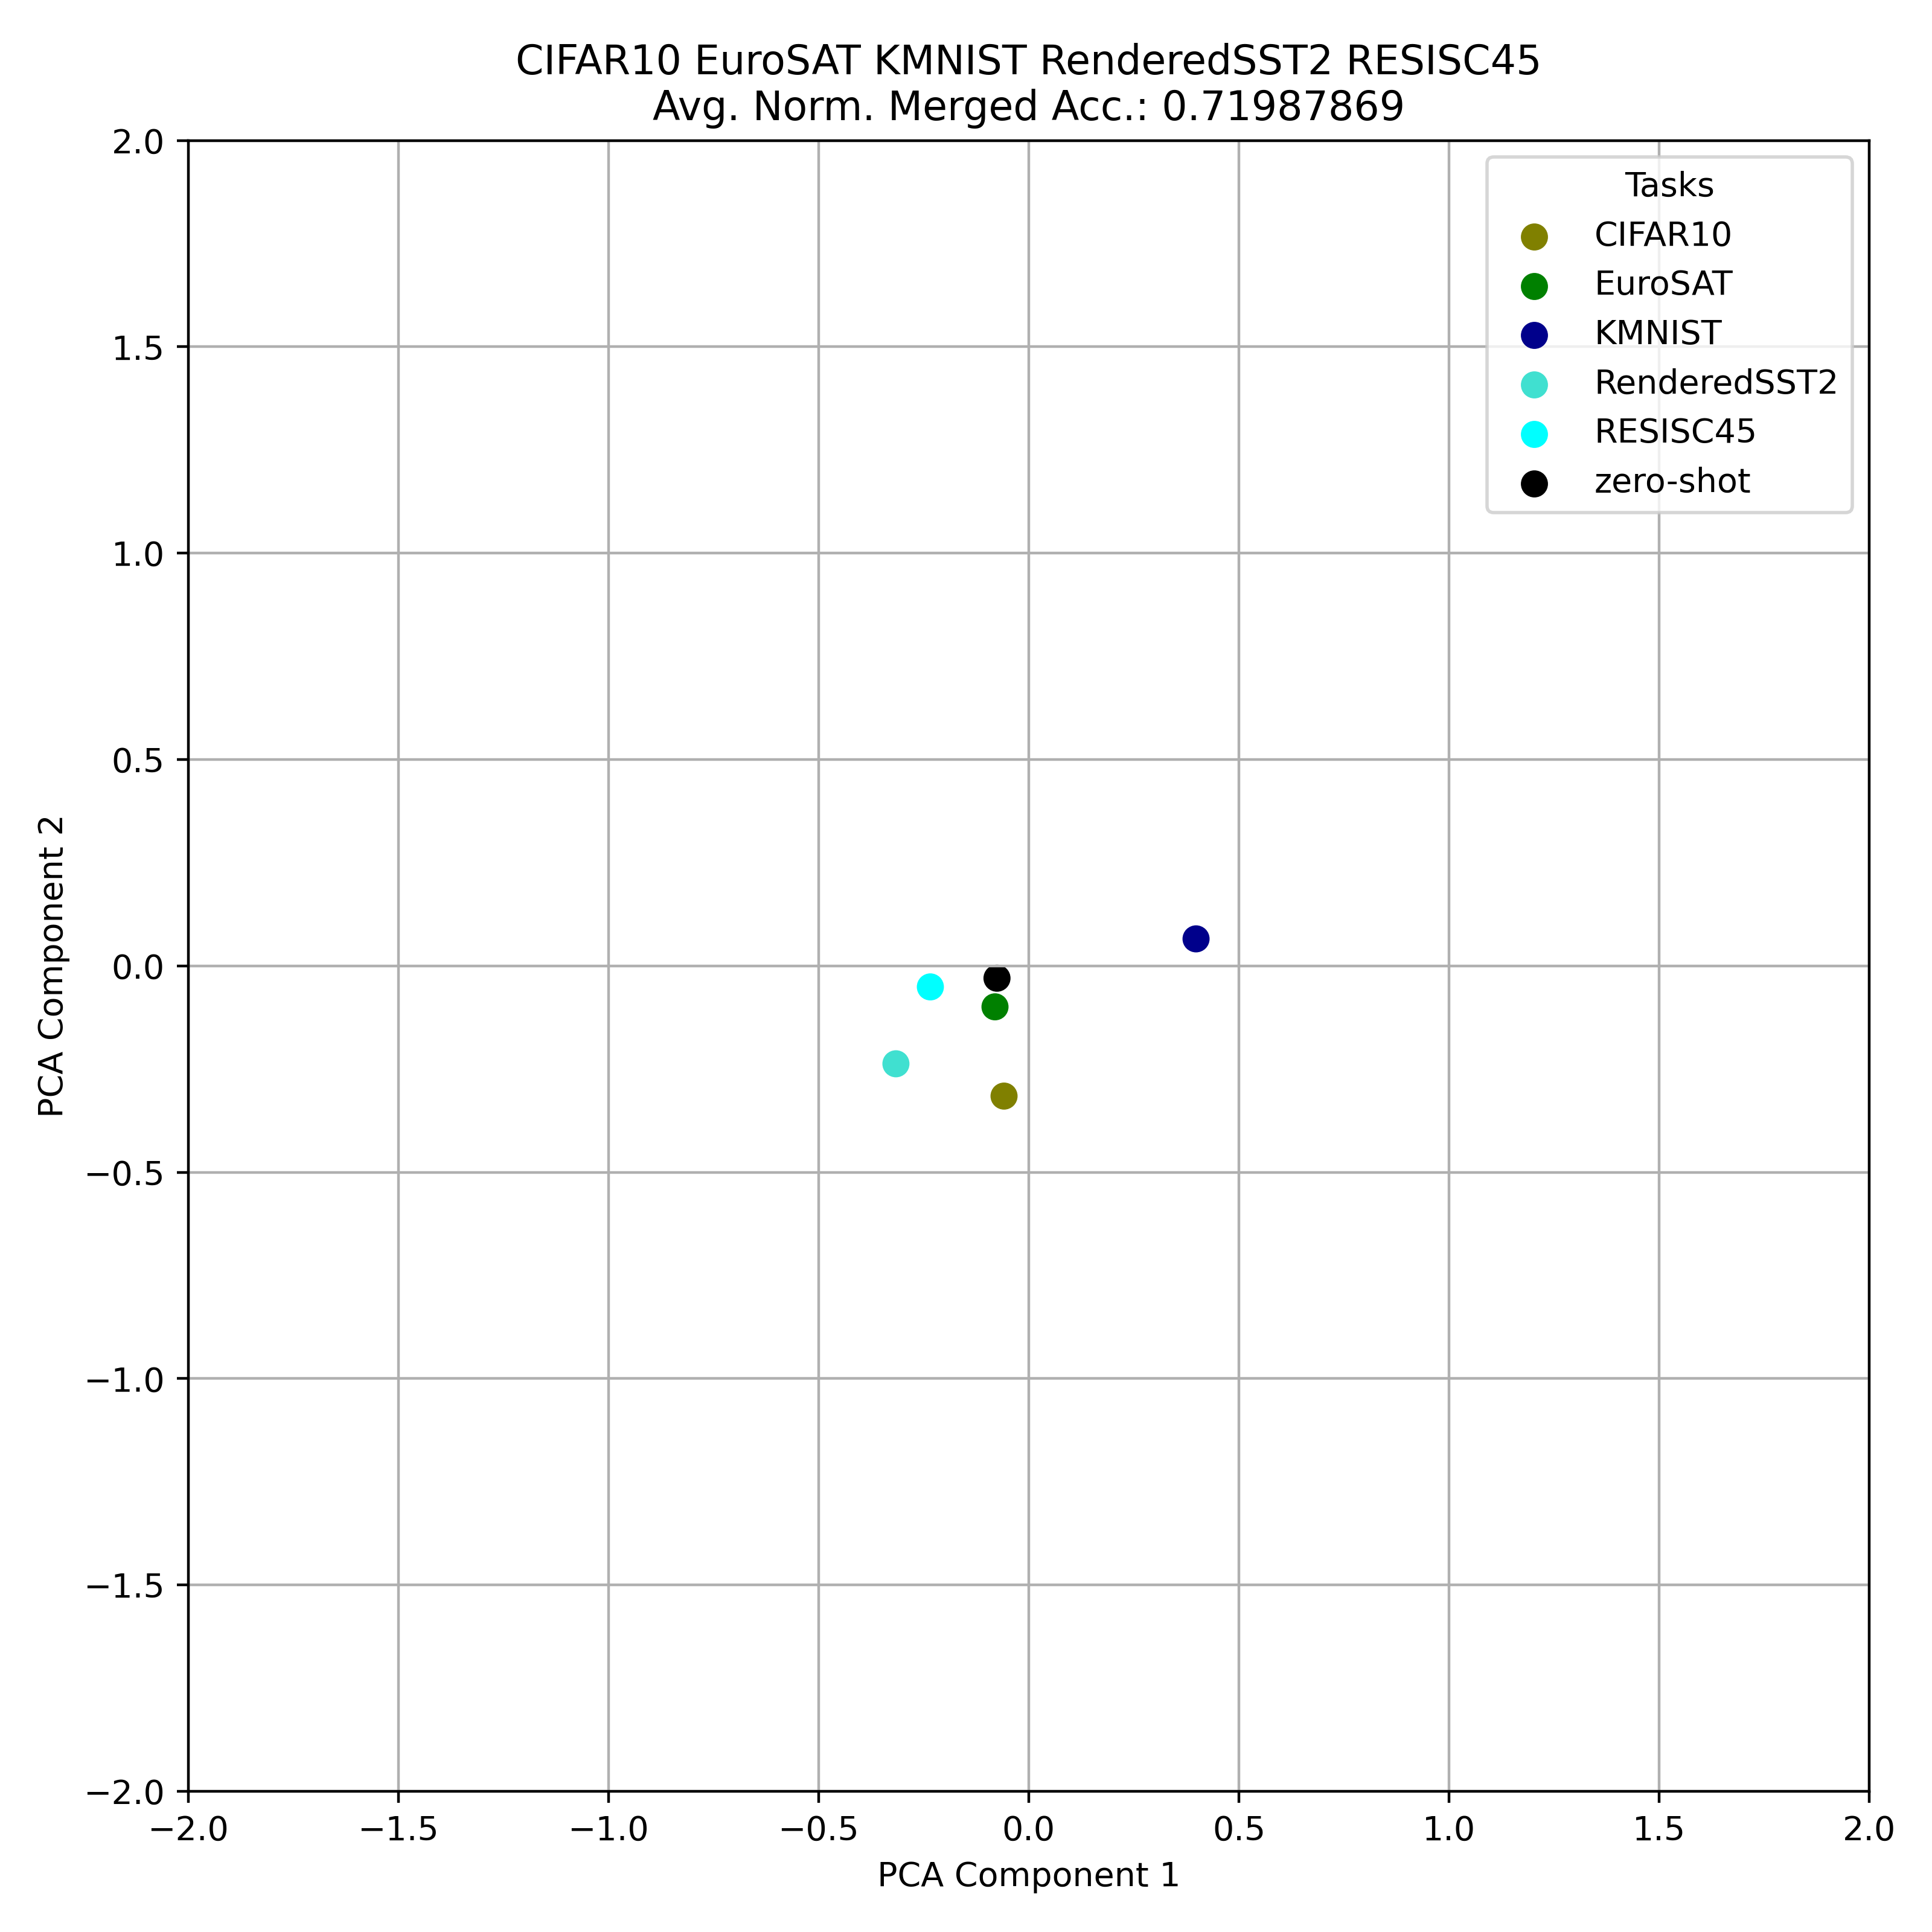 CIFAR10 EuroSAT KMNIST RenderedSST2 RESISC45
Avg. Norm. Merged Acc.: 0.71987869
Tasks
CIFAR10
EuroSAT
KMNIST
RenderedSST2
RESISC45
zero-shot
PCA Component 2
2.0
1.5
1.0
0.5
0.0
−0.5
−1.0
−1.5
−2.0
−2.0 −1.5 −1.0 −0.5 0.0 0.5 1.0 1.5 2.0
PCA Component 1